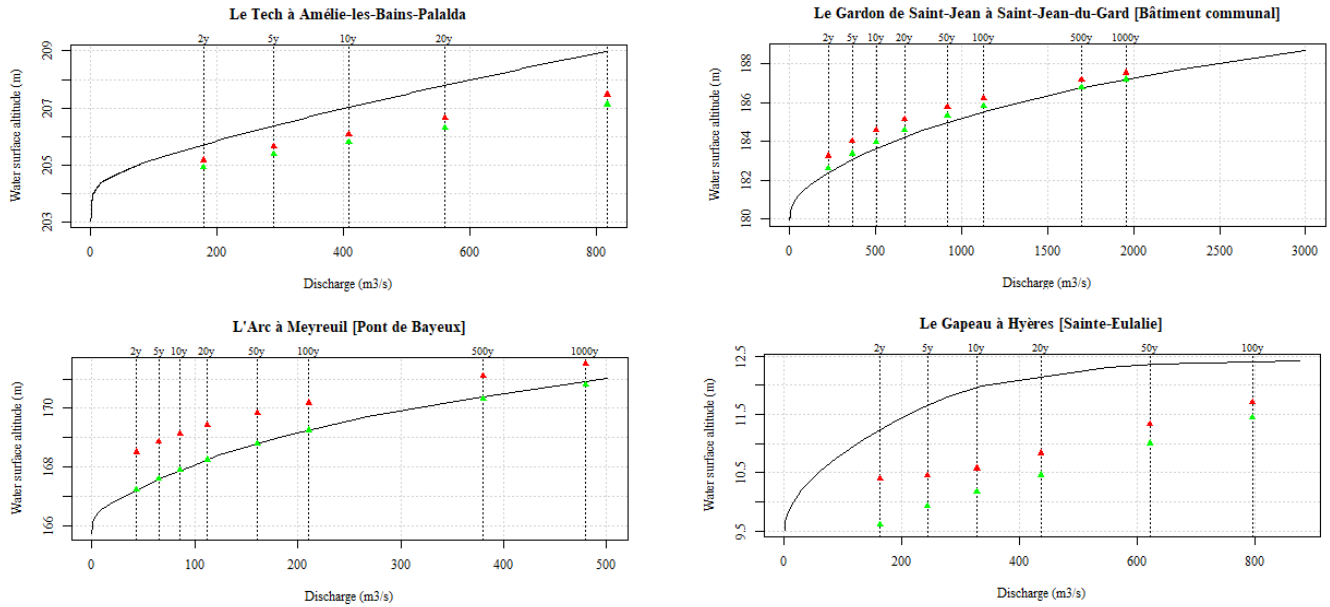 Le Tech à Amélie-les-Bains-Palalda
2y 5y 10y 20y
Water surface altitude (m)
203 205 207 209
0 200 400 600 800
Discharge (m3/s)
Le Gardon de Saint-Jean à Saint-Jean-du-Gard [Bâtiment communal]
2y 5y 10y 20y 50y 100y 500y 1000y
Water surface altitude (m)
180 182 184 186 188
0 500 1000 1500 2000 2500 3000
Discharge (m3/s)
L'Arc à Meyreuil [Pont de Bayeux]
2y 5y 10y 20y 50y 100y 500y 1000y
Water surface altitude (m)
166 168 170
0 100 200 300 400 500
Discharge (m3/s)
Le Gapeau à Hyères [Sainte-Eulalie]
2y 5y 10y 20y 50y 100y
Water surface altitude (m)
9.5 10.5 11.5 12.5
0 200 400 600 800
Discharge (m3/s)